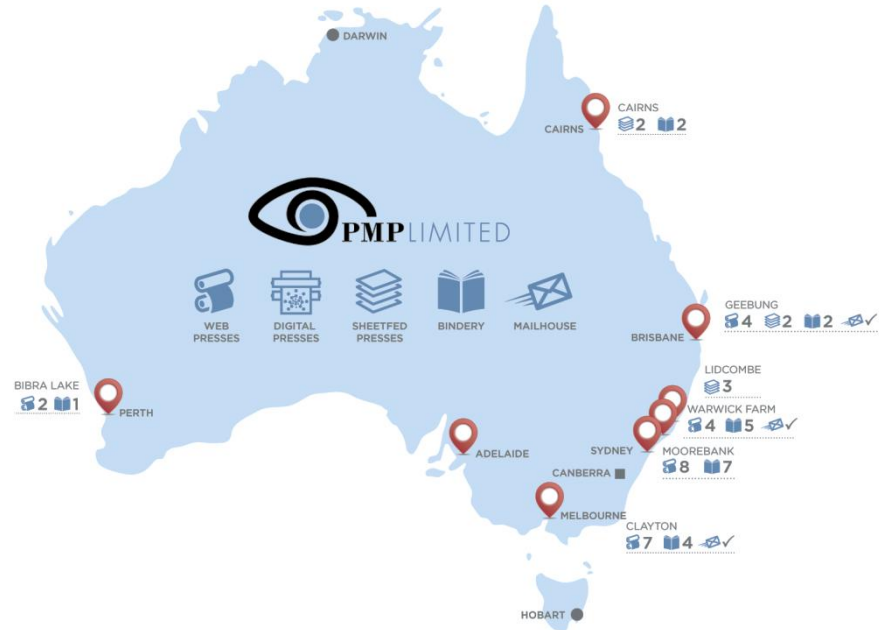 DARWIN
CAIRNS
CAIRNS
2 2
PMPLIMITED
WEB
PRESSES
DIGITAL
PRESSES
SHEETFED
PRESSES
BINDERY
MAILHOUSE
GEEBUNG
4 2 2 ✓
BRISBANE
LIDCOMBE
3
BIBRA LAKE
2 1
PERTH
WARWICK FARM
4 5 ✓
ADELAIDE
SYDNEY
MOOREBANK
8 7
CANBERRA
MELBOURNE
CLAYTON
7 4 ✓
HOBART